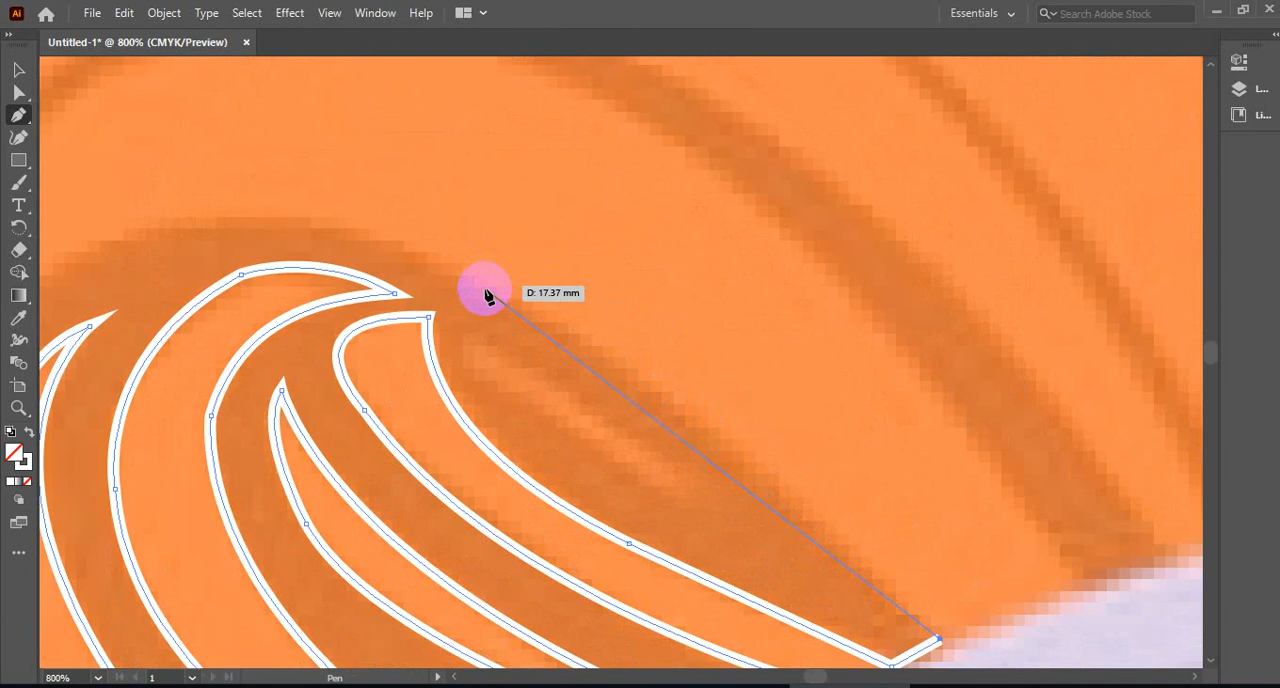 Ai File Edit Object Type Select Effect View Window Help Essentials Search Adobe Stock
Untitled-1* @ 800% (CMYK/Preview)
L...
Li...
D: 17.37 mm
800% 1 Pen